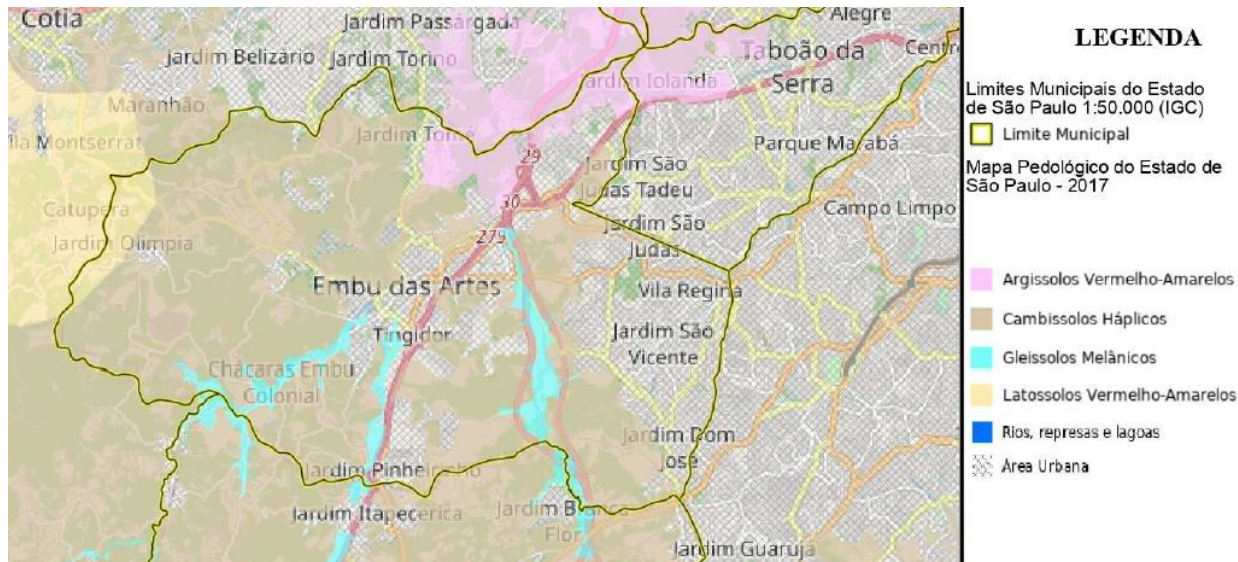 Cotia
Jardim Passárgada
Alegre
Jardim Belizário
Jardim Torino
Taboão da
Serra
Centro
Jardim Iolanda
Maranhão
Vila Montserrat
Jardim Tomé
Parque Marabá
29
Jardim São
Judas Tadeu
Catupera
30
Campo Limpo
Jardim Olímpia
279
Jardim São
Judas
Embu das Artes
Vila Regina
Tingidor
Jardim São
Vicente
Chácaras Embu
Colonial
Jardim Dom
José
Jardim Pinheirinho
Jardim Itapecerica
Jardim Branca
Flor
Jardim Guarujá
LEGENDA
Limites Municipais do Estado
de São Paulo 1:50.000 (IGC)
Limite Municipal
Mapa Pedológico do Estado de
São Paulo - 2017
Argissolos Vermelho-Amarelos
Cambissolos Háplicos
Gleissolos Melânicos
Latossolos Vermelho-Amarelos
Rios, represas e lagoas
Área Urbana